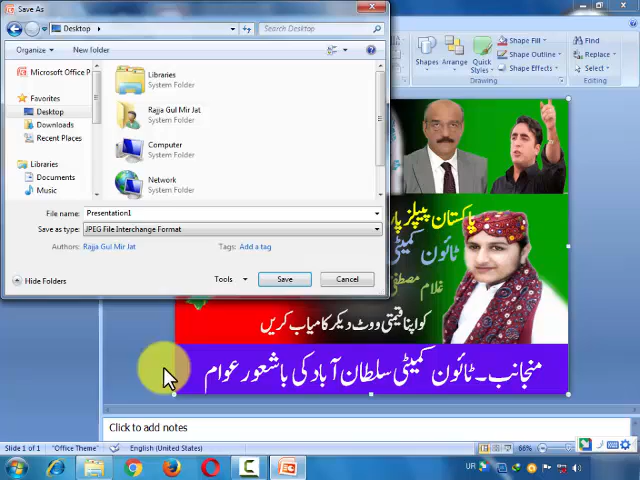 Save As
Desktop
Search Desktop
Organize
New folder
Microsoft Office P
Favorites
Desktop
Downloads
Recent Places
Libraries
Documents
Music
Libraries
System Folder
Rajja Gul Mir Jat
System Folder
Computer
System Folder
Network
System Folder
File name: Presentation1
Save as type: JPEG File Interchange Format
Authors: Rajja Gul Mir Jat
Tags: Add a tag
Hide Folders
Tools
Save
Cancel
Shapes
Arrange
Quick
Styles
Shape Fill
Shape Outline
Shape Effects
Drawing
Find
Replace
Select
Editing
پاکستان پیپلز پار
ٹائون کمیٹی
غلام مصطفی
کو اپنا قیمتی ووٹ دیکر کامیاب کریں
منجانب۔ ٹائون کمیٹی سلطان آباد کی باشعور عوام
Click to add notes
Slide 1 of 1
"Office Theme"
English (United States)
66%
UR